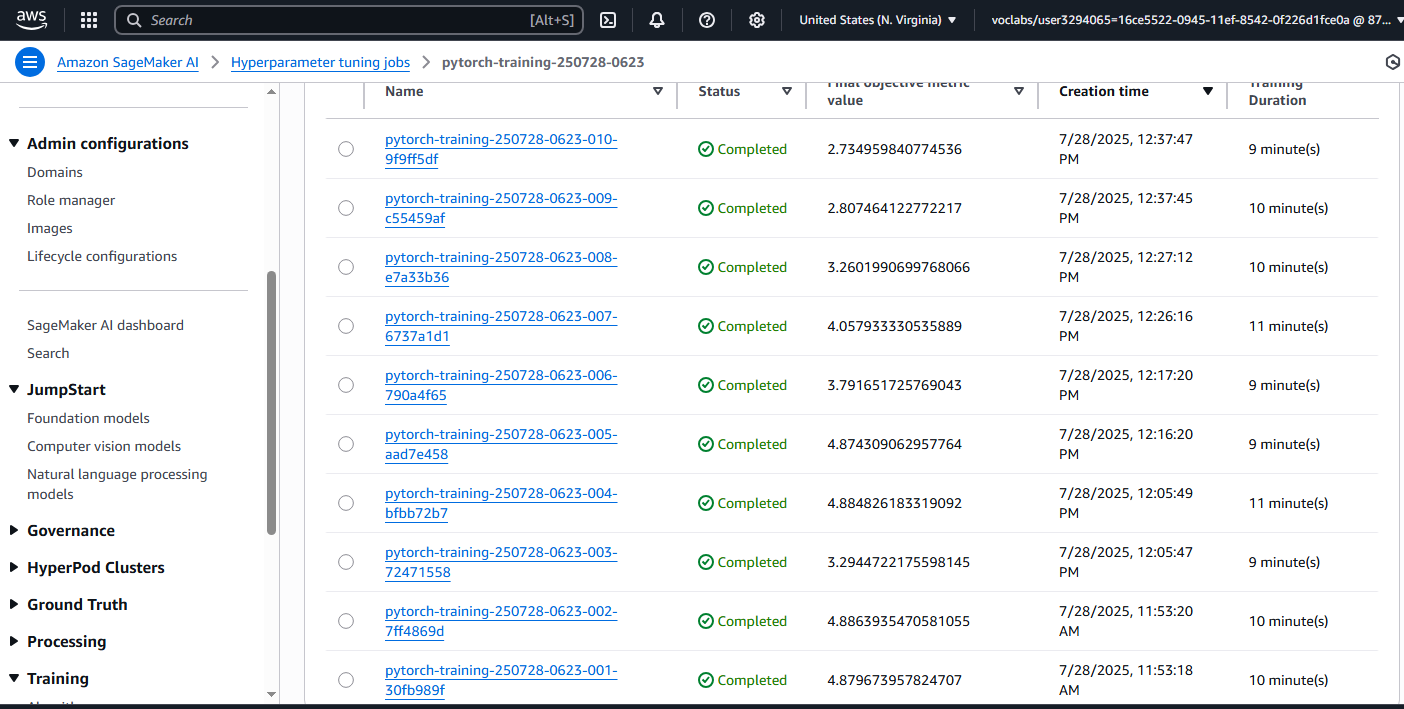 aws
Search
[Alt+S]
United States (N. Virginia)
voclabs/user3294065=16ce5522-0945-11ef-8542-0f226d1fce0a @ 87...
Amazon SageMaker AI
Hyperparameter tuning jobs
pytorch-training-250728-0623
Admin configurations
Domains
Role manager
Images
Lifecycle configurations
SageMaker AI dashboard
Search
JumpStart
Foundation models
Computer vision models
Natural language processing
models
Governance
HyperPod Clusters
Ground Truth
Processing
Training
Name
Status
Final objective metric
value
Creation time
Training
Duration
pytorch-training-250728-0623-010-
9f9ff5df
Completed
2.734959840774536
7/28/2025, 12:37:47
PM
9 minute(s)
pytorch-training-250728-0623-009-
c55459af
Completed
2.807464122772217
7/28/2025, 12:37:45
PM
10 minute(s)
pytorch-training-250728-0623-008-
e7a33b36
Completed
3.2601990699768066
7/28/2025, 12:27:12
PM
10 minute(s)
pytorch-training-250728-0623-007-
6737a1d1
Completed
4.057933330535889
7/28/2025, 12:26:16
PM
11 minute(s)
pytorch-training-250728-0623-006-
790a4f65
Completed
3.791651725769043
7/28/2025, 12:17:20
PM
9 minute(s)
pytorch-training-250728-0623-005-
aad7e458
Completed
4.874309062957764
7/28/2025, 12:16:20
PM
9 minute(s)
pytorch-training-250728-0623-004-
bfbb72b7
Completed
4.884826183319092
7/28/2025, 12:05:49
PM
11 minute(s)
pytorch-training-250728-0623-003-
72471558
Completed
3.2944722175598145
7/28/2025, 12:05:47
PM
9 minute(s)
pytorch-training-250728-0623-002-
7ff4869d
Completed
4.8863935470581055
7/28/2025, 11:53:20
AM
10 minute(s)
pytorch-training-250728-0623-001-
30fb989f
Completed
4.879673957824707
7/28/2025, 11:53:18
AM
10 minute(s)